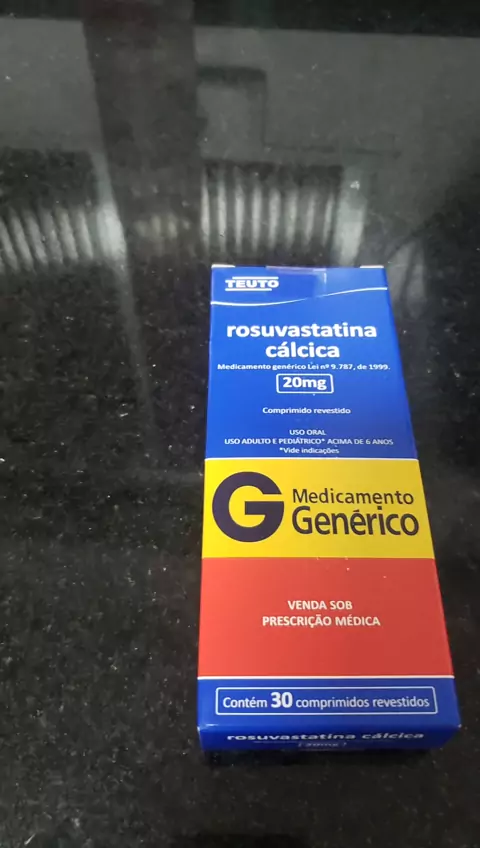 TEUTO
rosuvastatina
cálcica
Medicamento genérico Lei nº 9.787, de 1999.
20mg
Comprimido revestido
USO ORAL
USO ADULTO E PEDIÁTRICO* ACIMA DE 6 ANOS
*Vide indicações
G Medicamento
Genérico
VENDA SOB
PRESCRIÇÃO MÉDICA
Contém 30 comprimidos revestidos
rosuvastatina cálcica
20mg